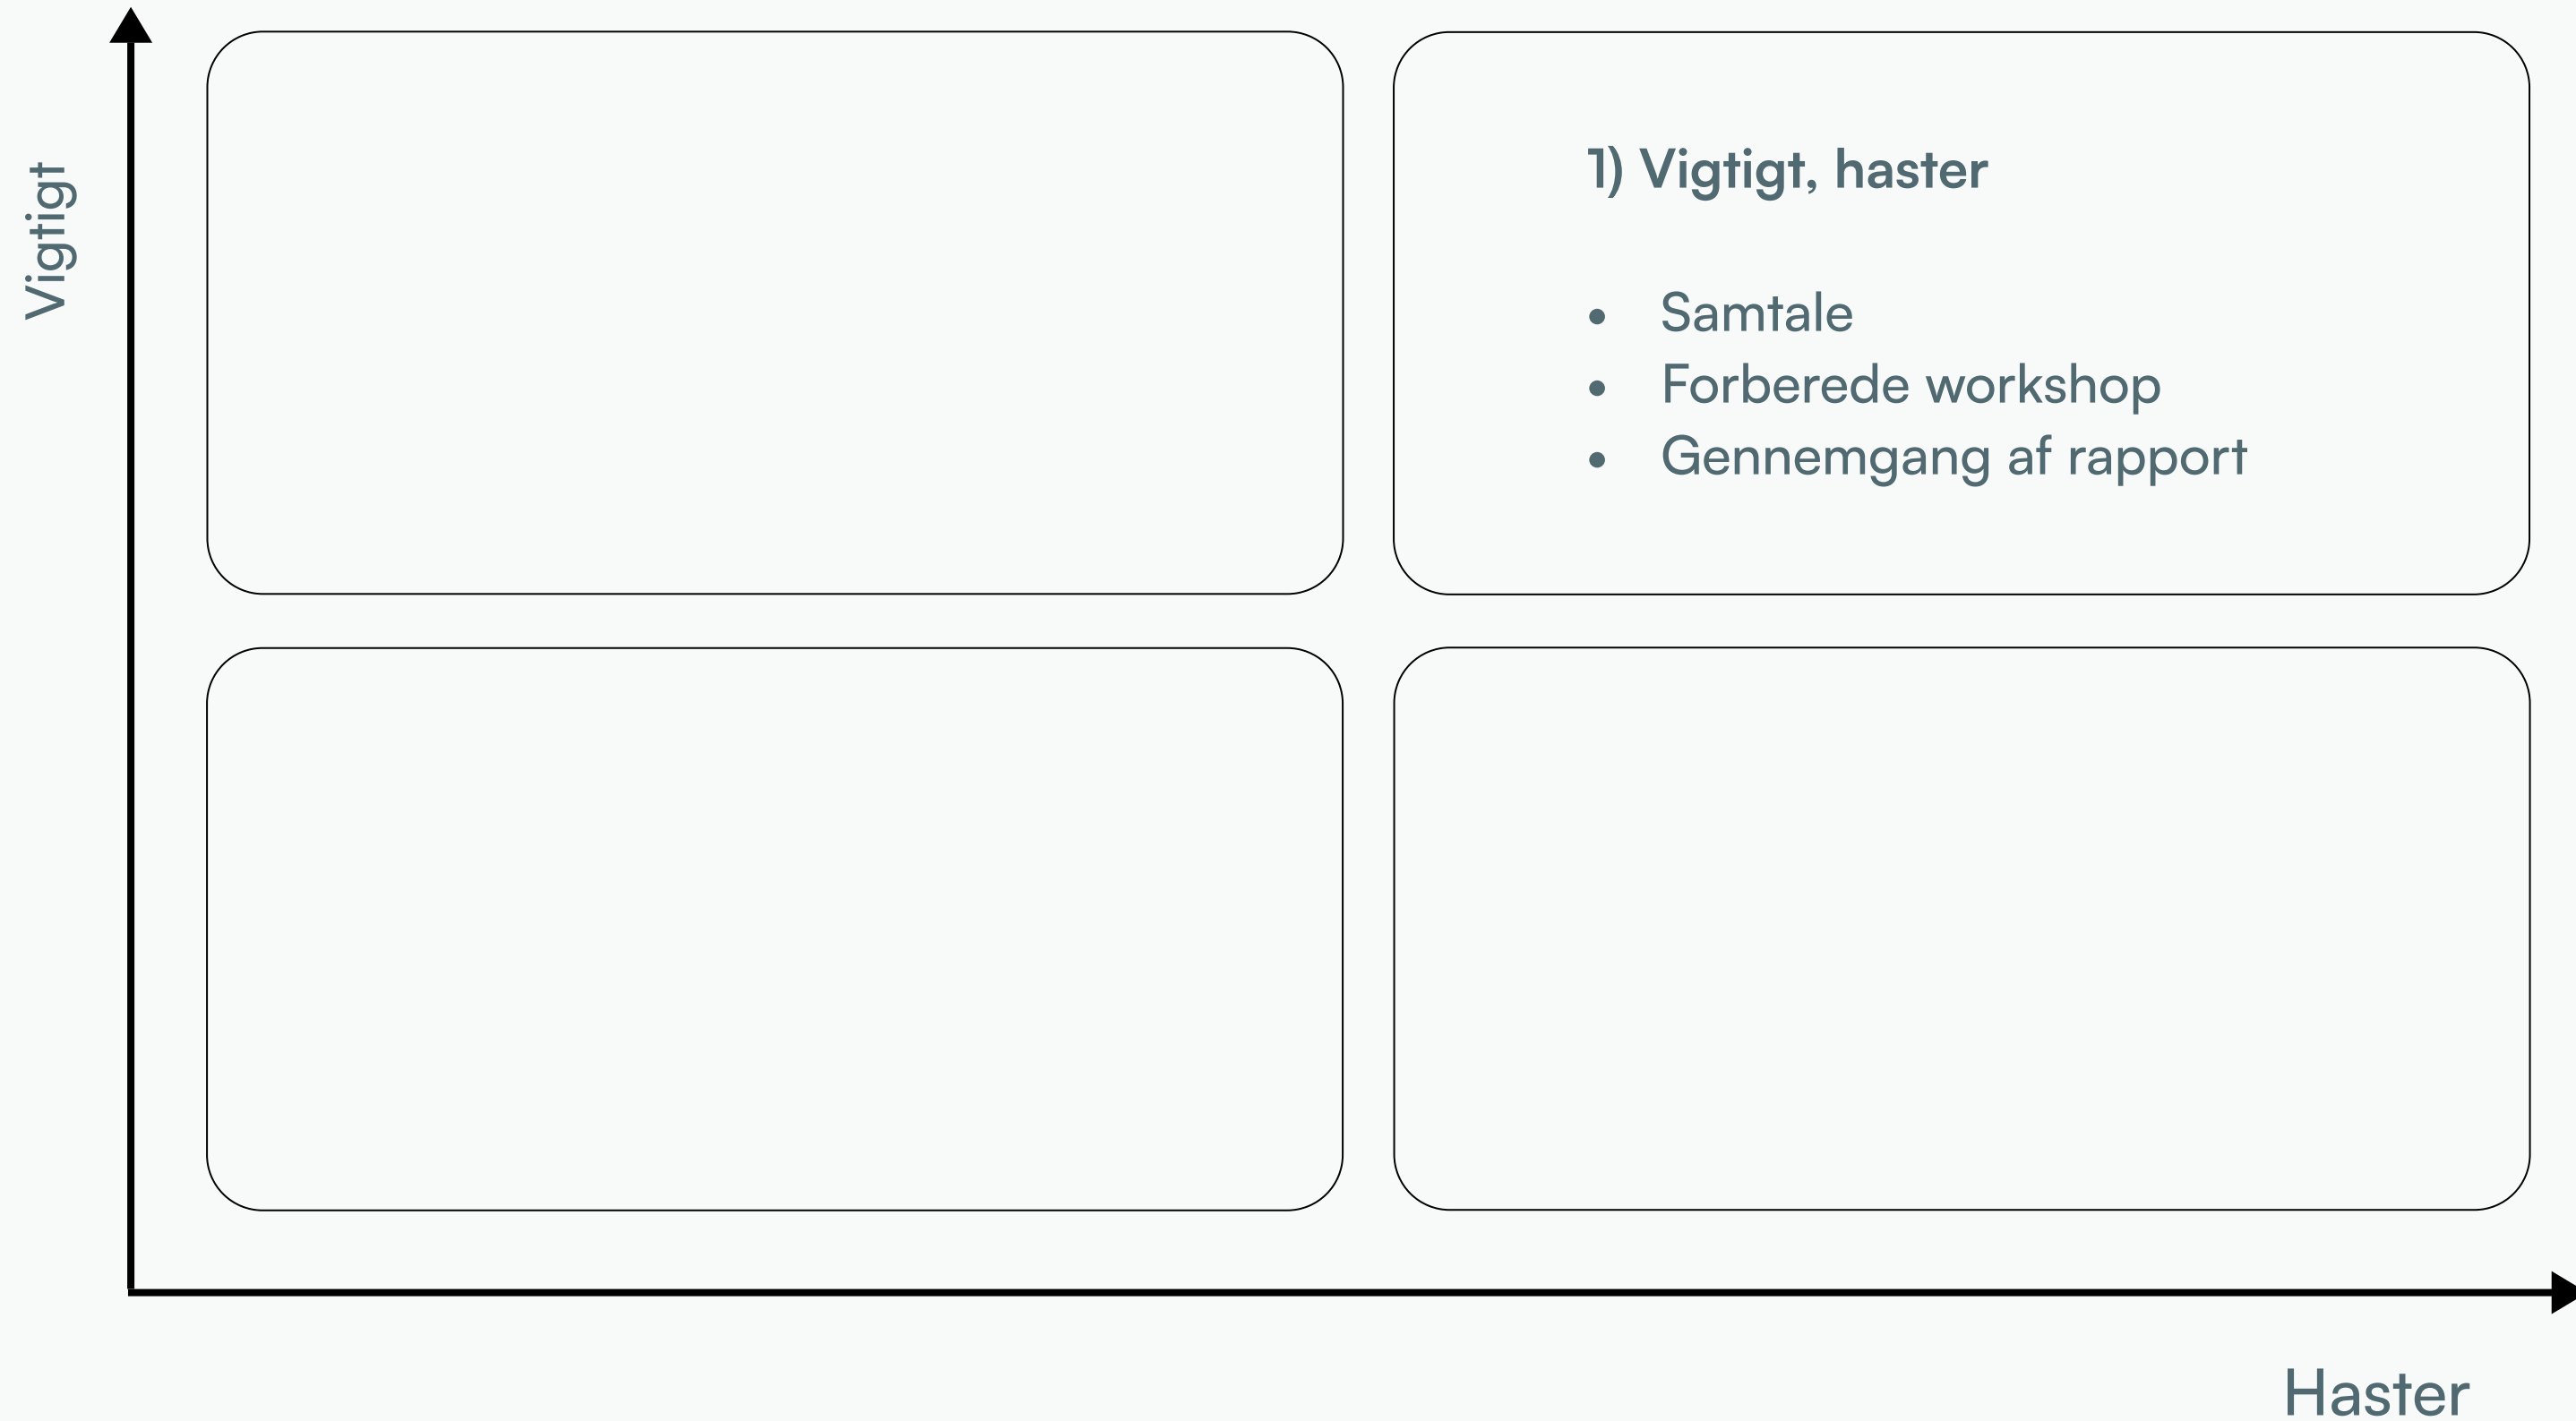 Vigtigt
1) Vigtigt, haster
• Samtale
• Forberede workshop
• Gennemgang af rapport
Haster